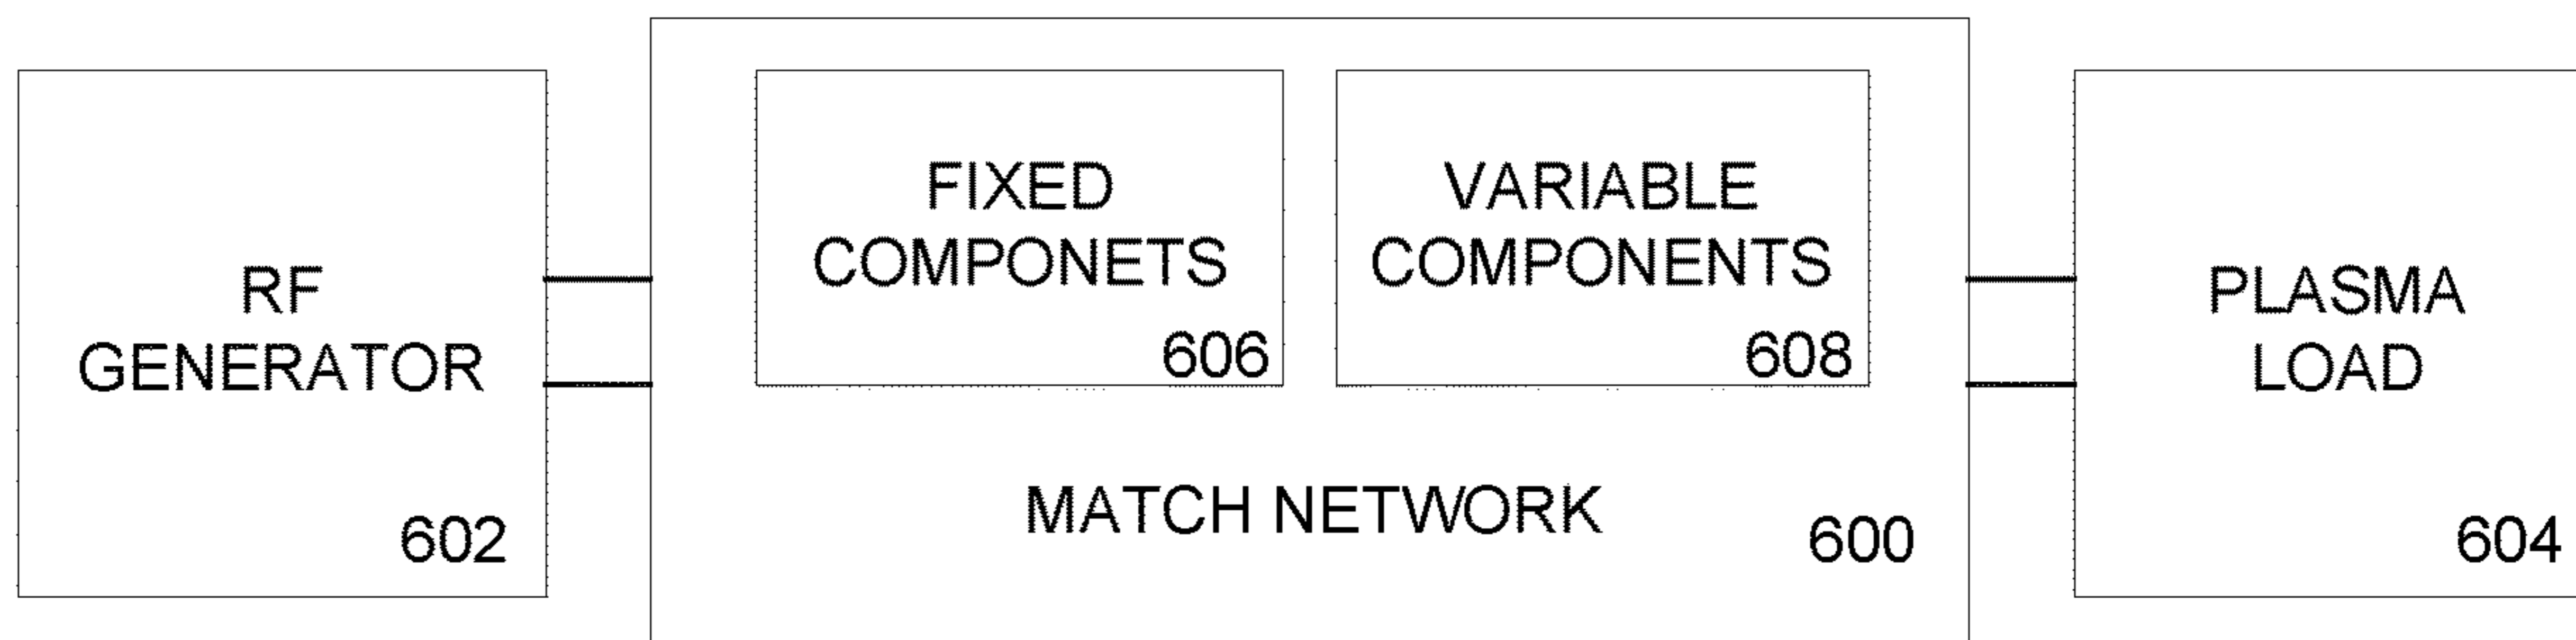 RF
GENERATOR
602
FIXED
COMPONETS
606
VARIABLE
COMPONENTS
608
MATCH NETWORK
600
PLASMA
LOAD
604